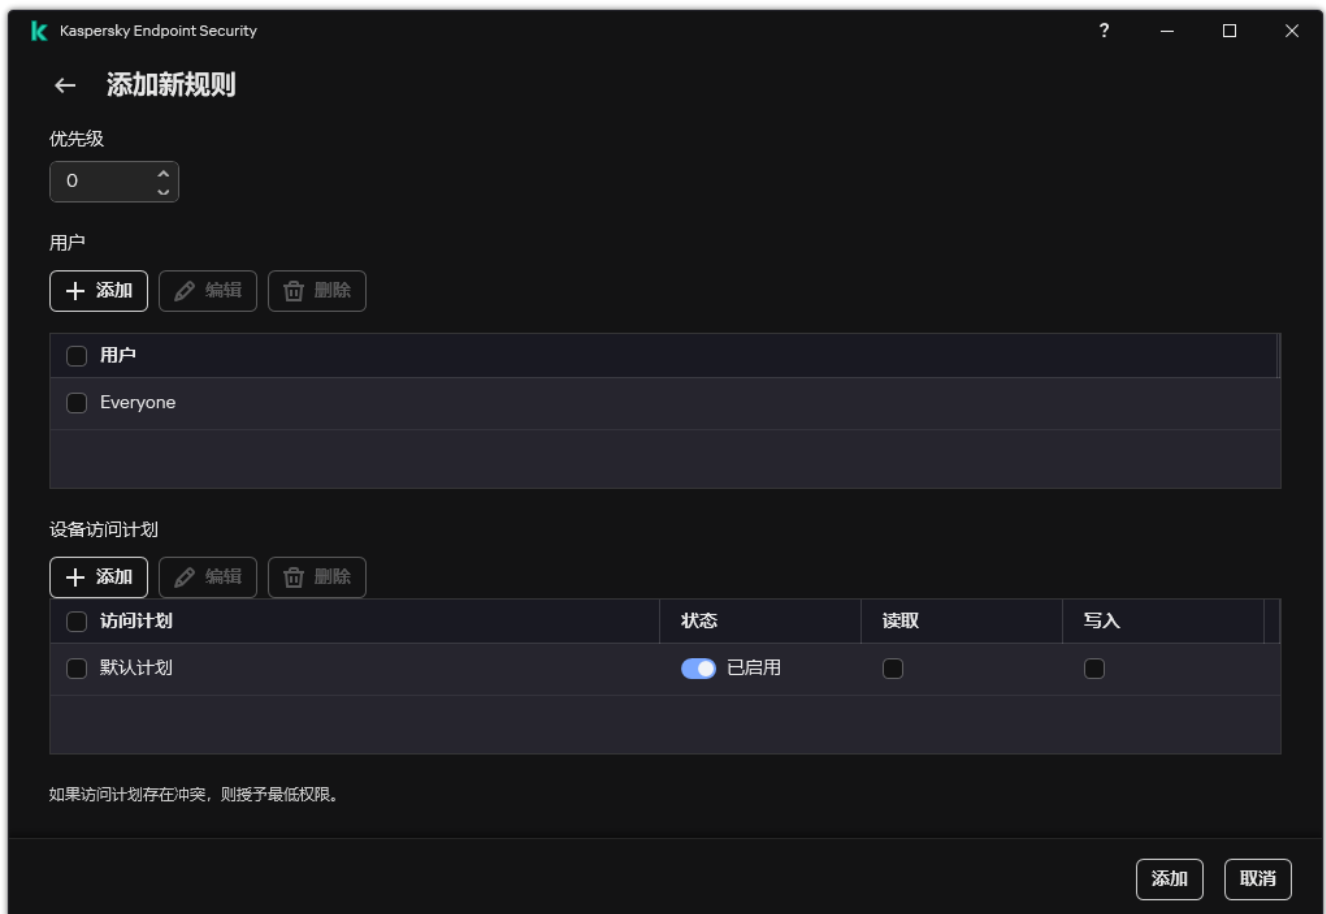 Kaspersky Endpoint Security ?
添加新规则
优先级
0
用户
添加 编辑 删除
用户
Everyone
设备访问计划
添加 编辑 删除
访问计划 状态 读取 写入
默认计划 已启用
如果访问计划存在冲突，则授予最低权限。
添加 取消